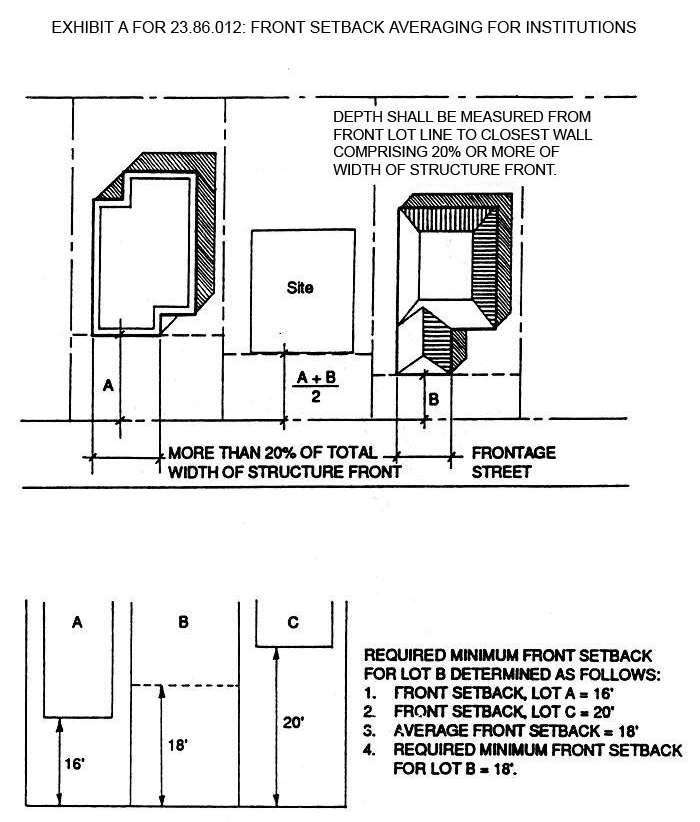 EXHIBIT A FOR 23.86.012: FRONT SETBACK AVERAGING FOR INSTITUTIONS
DEPTH SHALL BE MEASURED FROM
FRONT LOT LINE TO CLOSEST WALL
COMPRISING 20% OR MORE OF
WIDTH OF STRUCTURE FRONT.
Site
A
A + B
2
B
MORE THAN 20% OF TOTAL
WIDTH OF STRUCTURE FRONT
FRONTAGE
STREET
A
B
C
16'
18'
20'
REQUIRED MINIMUM FRONT SETBACK
FOR LOT B DETERMINED AS FOLLOWS:
1. FRONT SETBACK, LOT A = 16'
2. FRONT SETBACK, LOT C = 20'
3. AVERAGE FRONT SETBACK = 18'
4. REQUIRED MINIMUM FRONT SETBACK
FOR LOT B = 18'.